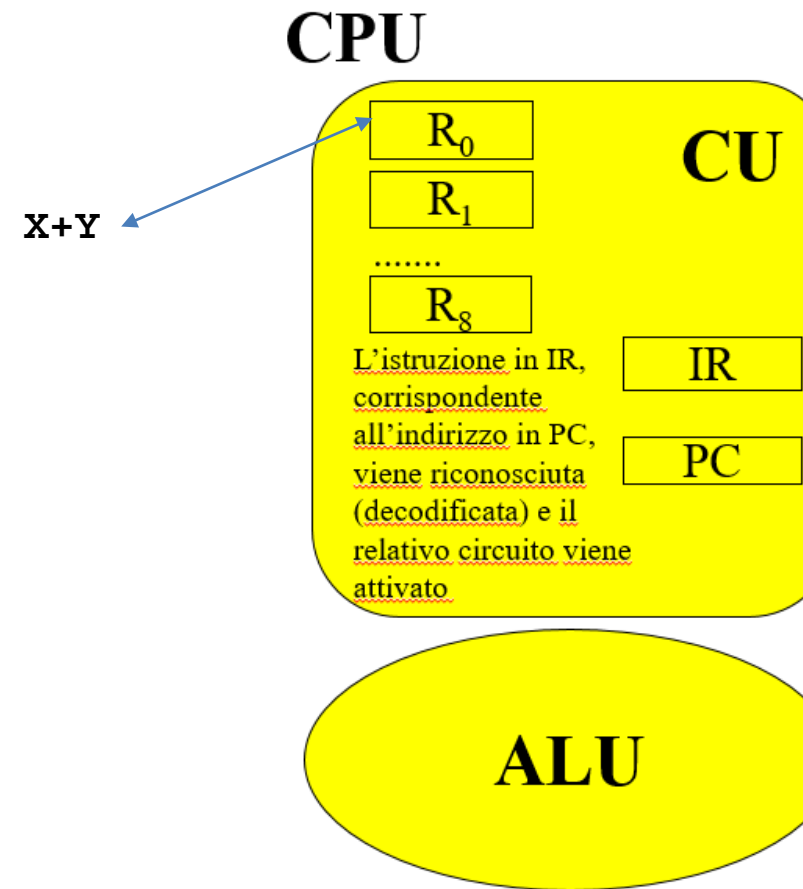 CPU
R0
CU
R1
X+Y
.......
R8
L'istruzione in IR,
corrispondente
all'indirizzo in PC,
viene riconosciuta
(decodificata) e il
relativo circuito viene
attivato
IR
PC
ALU